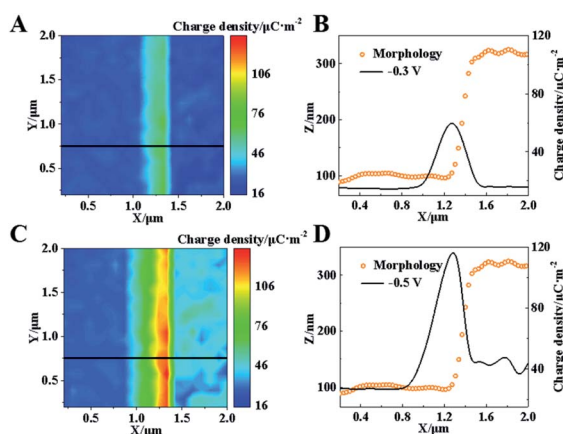 A
Charge density/μC·m⁻²
2.0
1.5
1.0
0.5
Y/μm
0.5 1.0 1.5 2.0
X/μm
106
76
46
16
B
Morphology
-0.3 V
300
200
100
Z/nm
120
80
40
0
Charge density/μC·m⁻²
0.4 0.8 1.2 1.6 2.0
X/μm
C
Charge density/μC·m⁻²
2.0
1.5
1.0
0.5
Y/μm
0.5 1.0 1.5 2.0
X/μm
106
76
46
16
D
Morphology
-0.5 V
300
200
100
Z/nm
120
80
40
0
Charge density/μC·m⁻²
0.4 0.8 1.2 1.6 2.0
X/μm